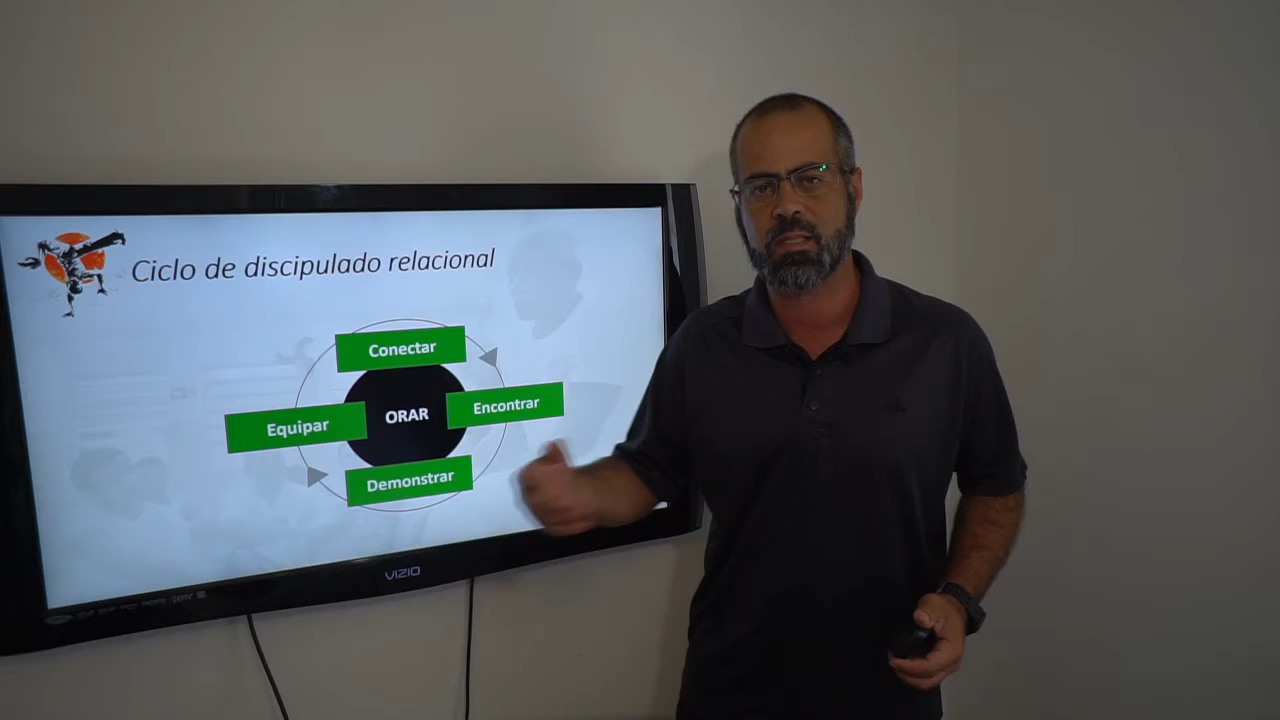 Ciclo de discipulado relacional
Conectar
Encontrar
ORAR
Equipar
Demonstrar
VIZIO